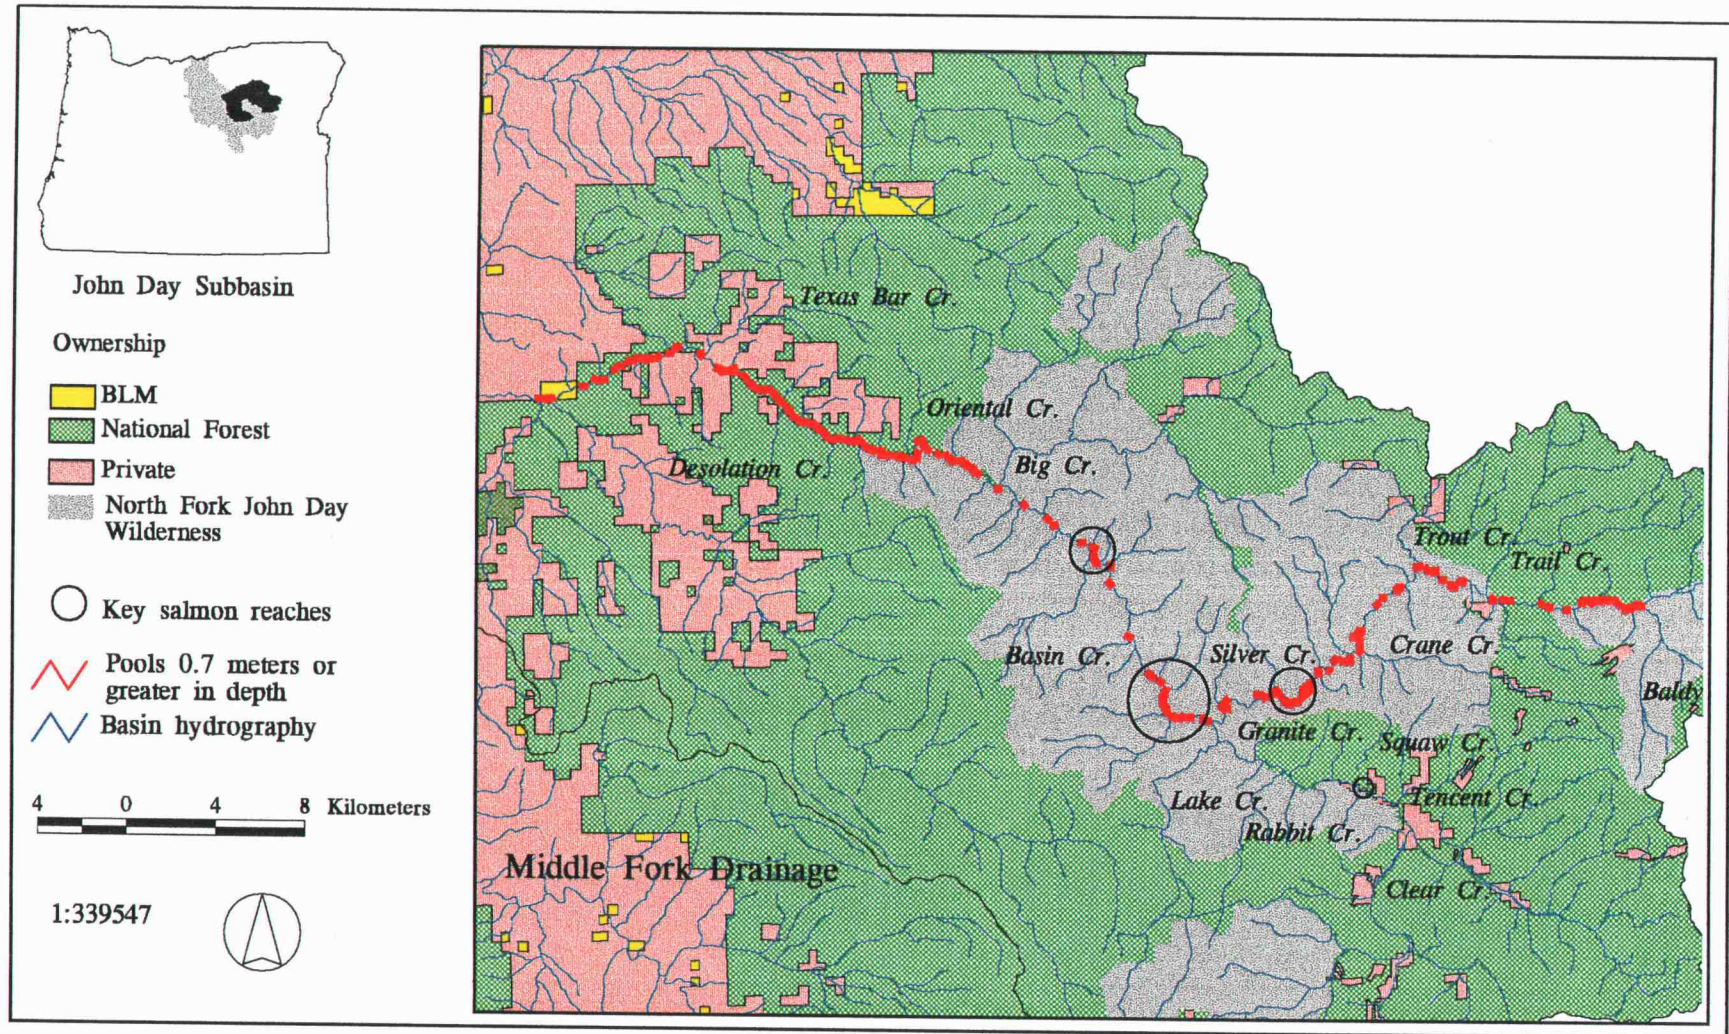 John Day Subbasin
Ownership
BLM
National Forest
Private
North Fork John Day
Wilderness
Key salmon reaches
Pools 0.7 meters or
greater in depth
Basin hydrography
4 0 4 8 Kilometers
1:339547
Texas Bar Cr.
Oriental Cr.
Big Cr.
Desolation Cr.
Trout Cr.
Trail Cr.
Basin Cr.
Silver Cr.
Crane Cr.
Baldy
Granite Cr.
Squaw Cr.
Lake Cr.
Tencent Cr.
Rabbit Cr.
Middle Fork Drainage
Clear Cr.